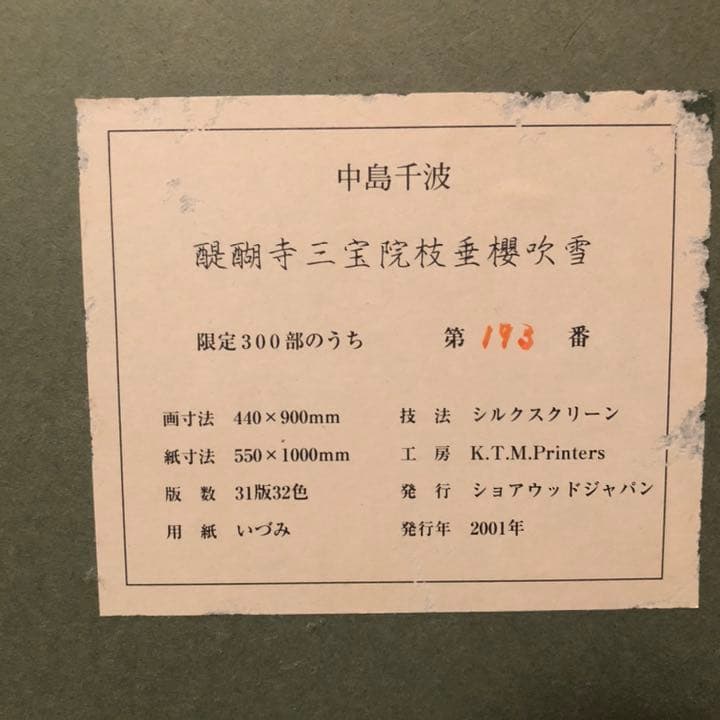 中島千波
醍醐寺三宝院枝垂櫻吹雪
限定300部のうち 第 193 番
画寸法 440×900mm 技 法 シルクスクリーン
紙寸法 550×1000mm 工 房 K.T.M.Printers
版 数 31版32色 発 行 ショアウッドジャパン
用 紙 いづみ 発行年 2001年